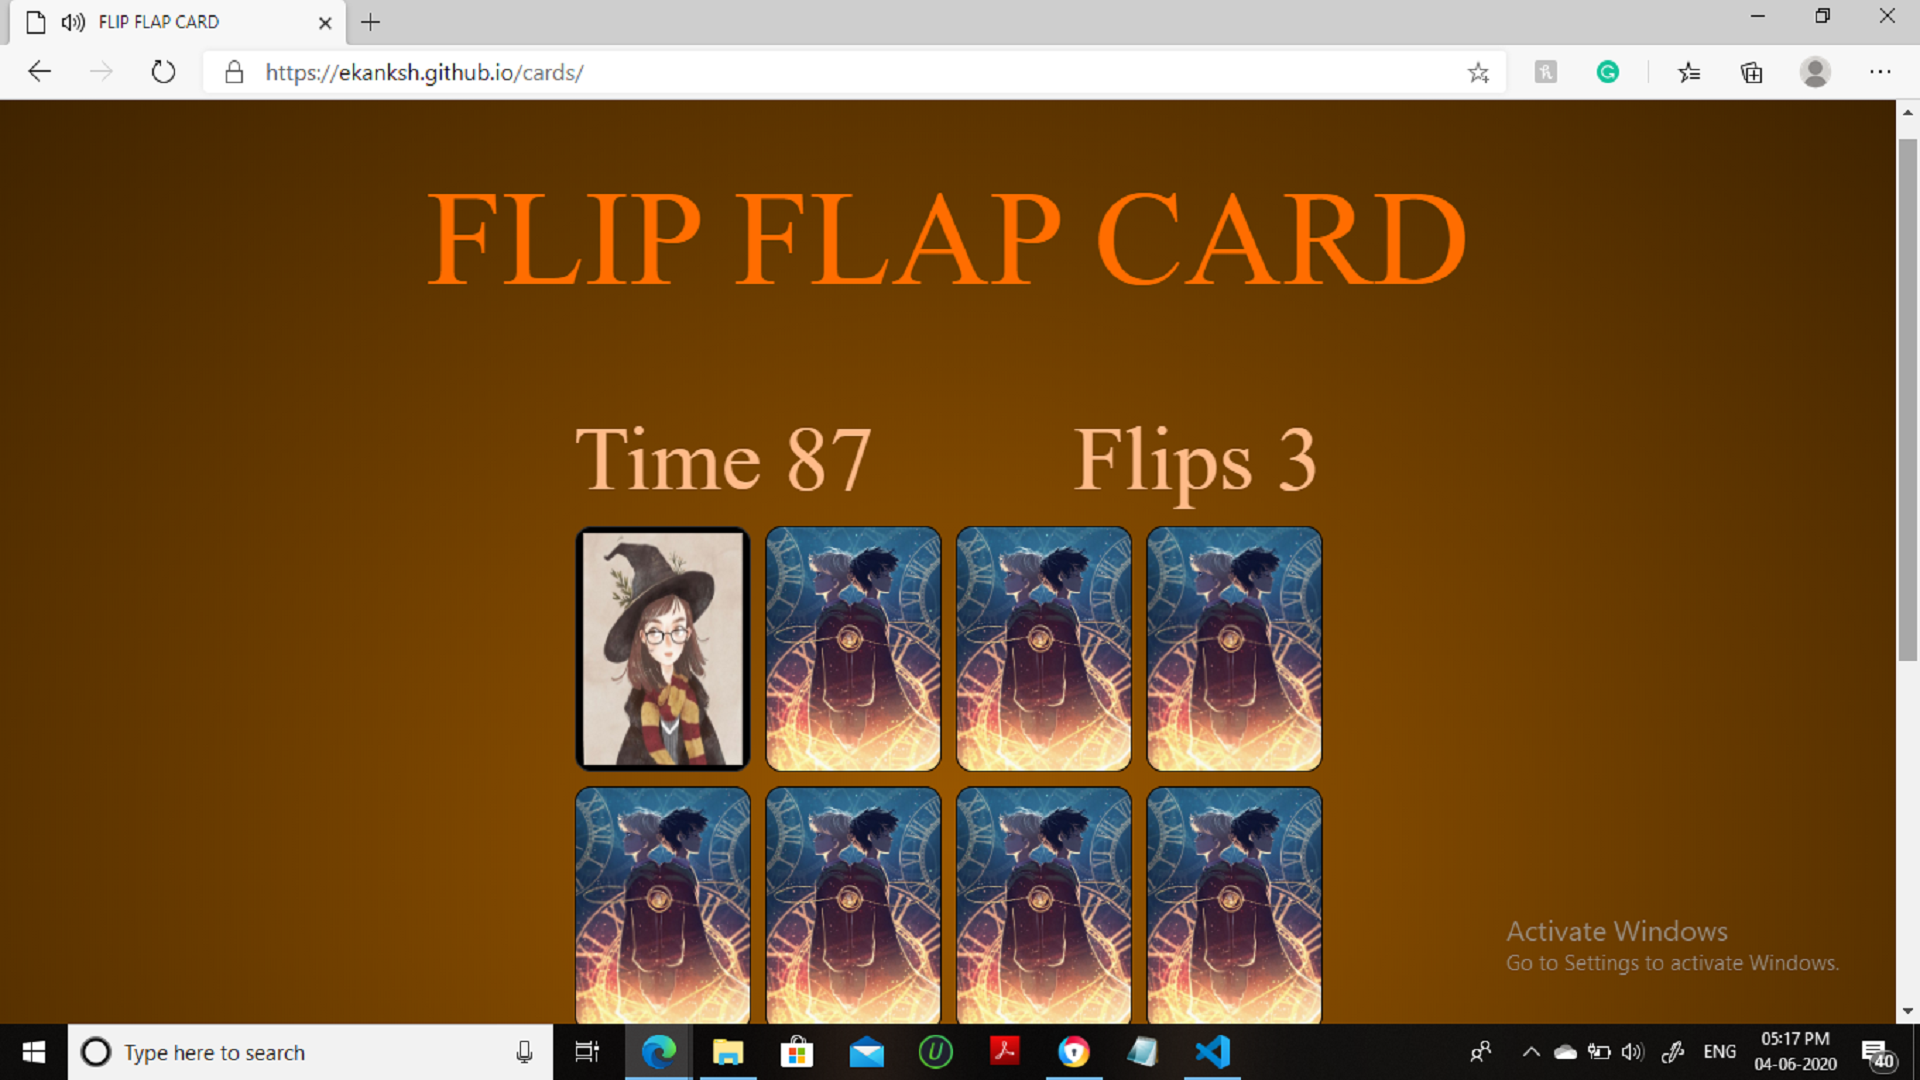 FLIP FLAP CARD
https://ekanksh.github.io/cards/
FLIP FLAP CARD
Time 87 Flips 3
Activate Windows
Go to Settings to activate Windows.
Type here to search
ENG
05:17 PM
04-06-2020
40